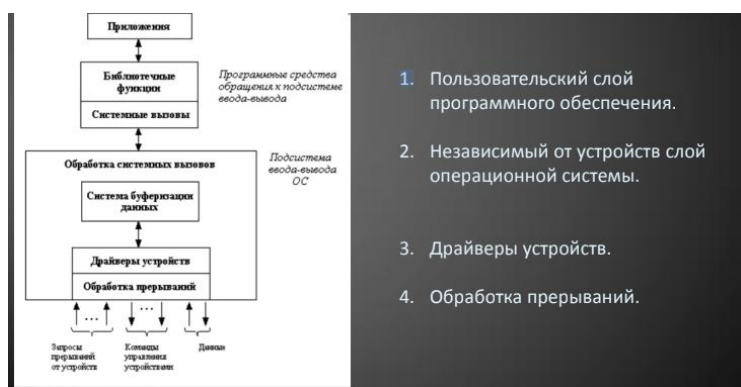 Приложения
Библиотечные
функции
Системные вызовы
Программные средства
обращения к подсистеме
ввода-вывода
Обработка системных вызовов
Подсистема
ввода-вывода
ОС
Система буферизации
данных
Драйверы устройств
Обработка прерываний
...
...
Запросы
прерываний
от устройств
Команды
управления
устройствами
Данные
1. Пользовательский слой
программного обеспечения.
2. Независимый от устройств слой
операционной системы.
3. Драйверы устройств.
4. Обработка прерываний.